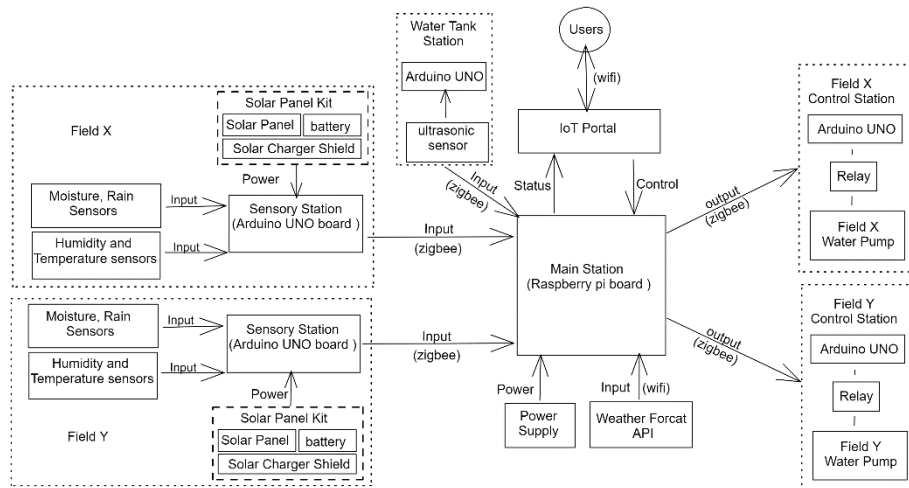 Water Tank
Station
Arduino UNO
ultrasonic
sensor
Users
(wifi)
IoT Portal
Status
Control
Field X
Solar Panel Kit
Solar Panel
battery
Solar Charger Shield
Power
Moisture, Rain
Sensors
Input
Sensory Station
(Arduino UNO board )
Humidity and
Temperature sensors
Input
Input
(zigbee)
Input
(zigbee)
Main Station
(Raspberry pi board )
output
(zigbee)
Field X
Control Station
Arduino UNO
Relay
Field X
Water Pump
Moisture, Rain
Sensors
Input
Sensory Station
(Arduino UNO board )
Humidity and
Temperature sensors
Input
Power
Input
(zigbee)
Solar Panel Kit
Solar Panel
battery
Solar Charger Shield
Field Y
Power
Power
Supply
Input
(wifi)
Weather Forcat
API
output
(zigbee)
Field Y
Control Station
Arduino UNO
Relay
Field Y
Water Pump